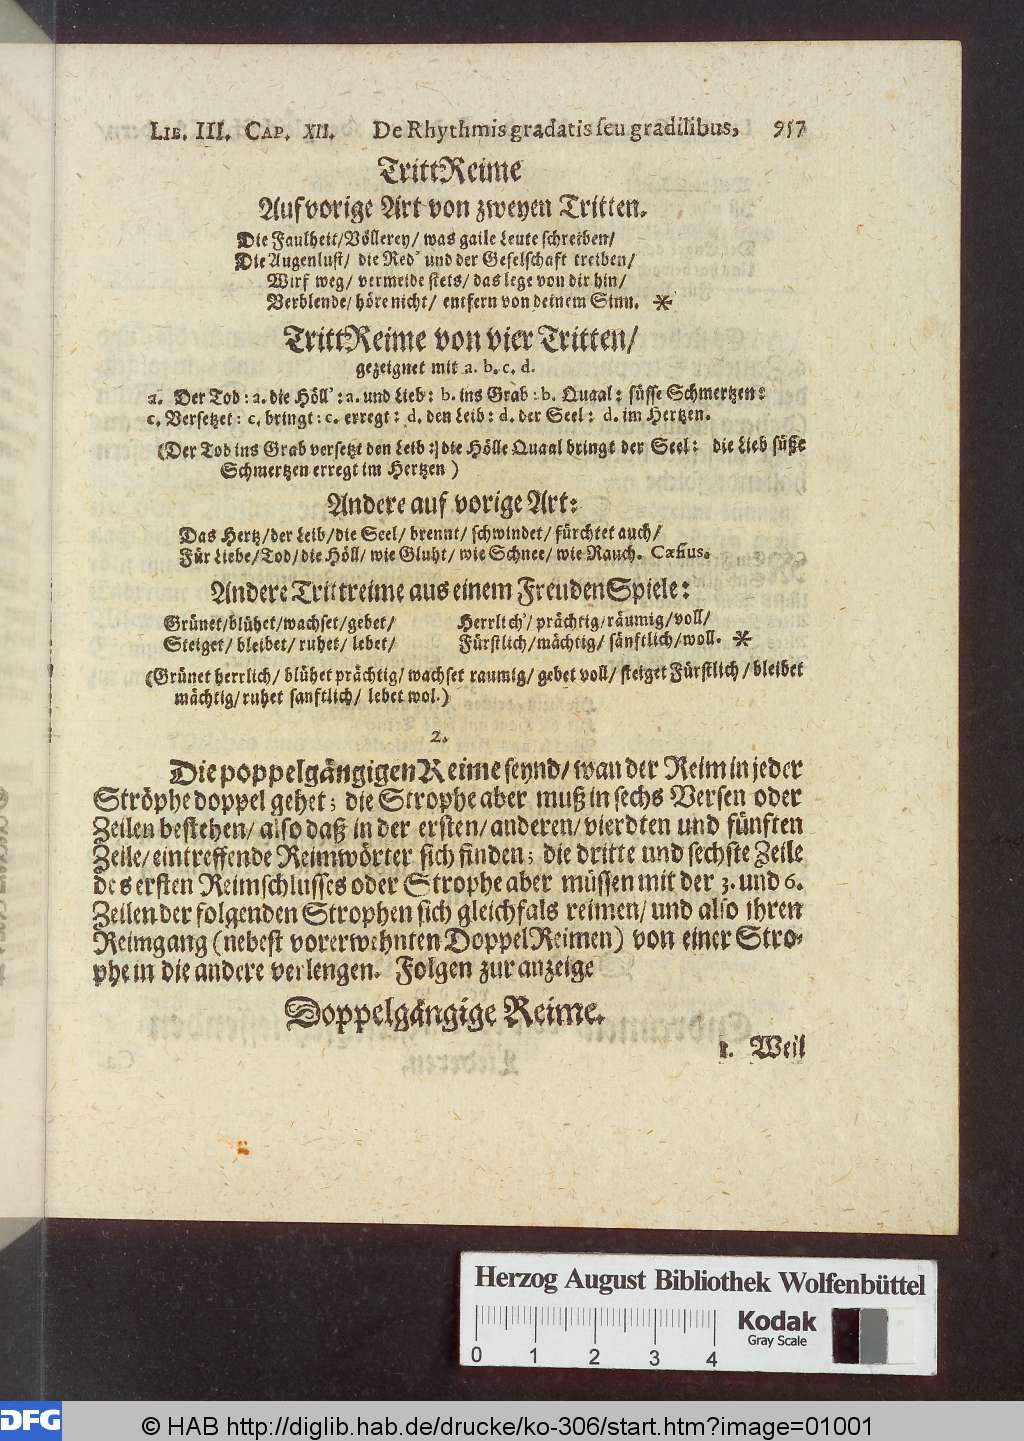 LIB. III. CAP. XII. De Rhythmis gradatis seu gradilibus, 957
TrittReime
Auf vorige Art von zweyen Tritten.
Die Faulheit/Völlerey/ was gaile Leute schreiben/
Die Augenlust/ die Red' und der Geselschaft treiben/
Wirf weg/ vermeide stets/ das lege von dir hin/
Verblende/ höre nicht/ entfern von deinem Sinn. *
TrittReime von vier Tritten/
gezeignet mit a. b. c. d.
a. Der Tod: a. die Höll': a. und Lieb: b. ins Grab: b. Quaal: süsse Schmertzen:
c. Versetzet: c. bringt: c. erregt: d. den Leib: d. der Seel: d. im Hertzen.
(Der Tod ins Grab versetzt den Leib:] die Hölle Quaal bringt der Seel: die Lieb süße
Schmertzen erregt im Hertzen)
Andere auf vorige Art:
Das Hertz/der Leib/die Seel/ brennt/ schwindet/ fürchtet auch/
Für Liebe/Tod/die Höll/ wie Gluht/ wie Schnee/ wie Rauch. Cæsius.
Andere Trittreime aus einem FreudenSpiele:
Grünet/blühet/wachset/gebet/ Herrlich'/ prächtig/räumig/voll/
Steiget/ bleibet/ ruhet/ lebet/ Fürstlich/mächtig/ sänftlich/woll. *
(Grünet herrlich/ blühet prächtig/ wachset raumig/ gebet voll/ steiget Fürstlich/ bleibet
mächtig/ruhet sanftlich/ lebet wol.)
2.
Die poppelgängigen Reime seynd/ wan der Reim in jeder
Ströphe doppel gehet; die Strophe aber muß in sechs Versen oder
Zeilen bestehen/ also daß in der ersten/ anderen/ vierdten und fünften
Zeile/ eintreffende Reimwörter sich finden; die dritte und sechste Zeile
des ersten Reimschlusses oder Strophe aber müssen mit der 3. und 6.
Zeilen der folgenden Strophen sich gleichfals reimen/ und also ihren
Reimgang (nebest vorerwehnten DoppelReimen) von einer Stro-
phe in die andere verlengen. Folgen zur anzeige
Doppelgängige Reime.
1. Weil
Herzog August Bibliothek Wolfenbüttel
Kodak
Gray Scale
0 1 2 3 4
DFG © HAB http://diglib.hab.de/drucke/ko-306/start.htm?image=01001